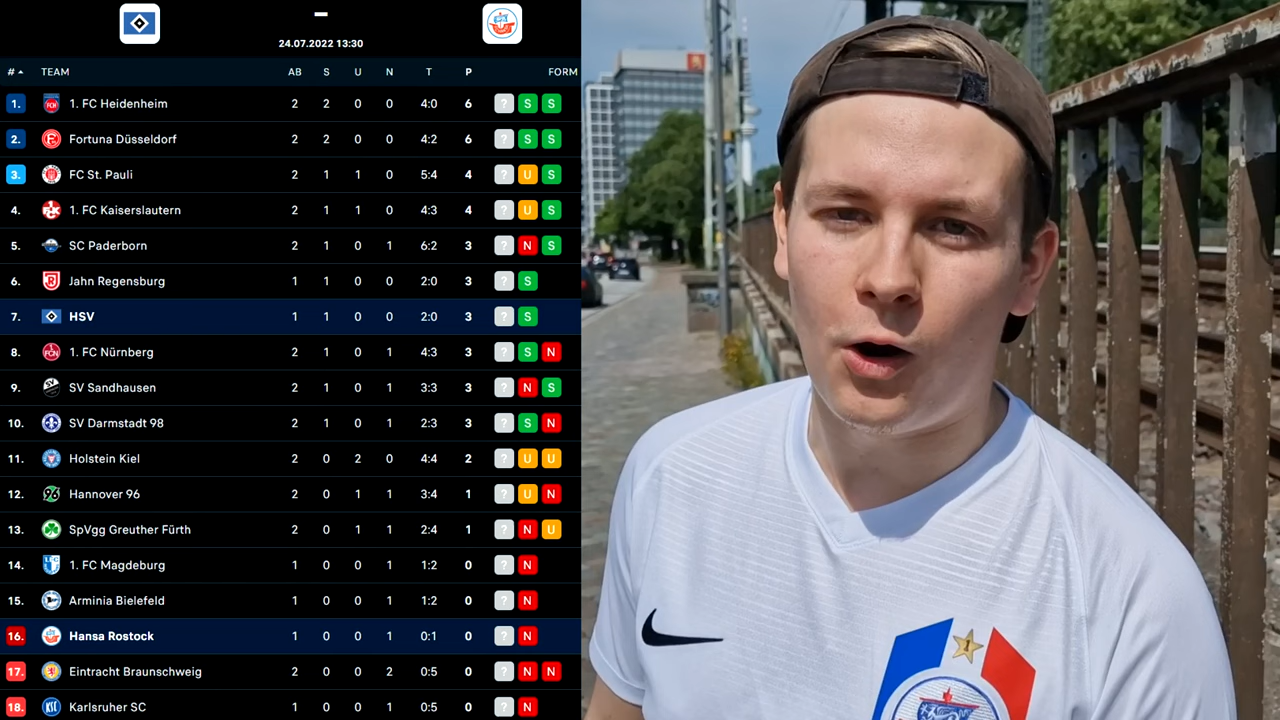 24.07.2022 13:30
# TEAM AB S U N T P FORM
1. 1. FC Heidenheim 2 2 0 0 4:0 6 ? S S
2. Fortuna Düsseldorf 2 2 0 0 4:2 6 ? S S
3. FC St. Pauli 2 1 1 0 5:4 4 ? U S
4. 1. FC Kaiserslautern 2 1 1 0 4:3 4 ? U S
5. SC Paderborn 2 1 0 1 6:2 3 ? N S
6. Jahn Regensburg 1 1 0 0 2:0 3 ? S
7. HSV 1 1 0 0 2:0 3 ? S
8. 1. FC Nürnberg 2 1 0 1 4:3 3 ? S N
9. SV Sandhausen 2 1 0 1 3:3 3 ? N S
10. SV Darmstadt 98 2 1 0 1 2:3 3 ? S N
11. Holstein Kiel 2 0 2 0 4:4 2 ? U U
12. Hannover 96 2 0 1 1 3:4 1 ? U N
13. SpVgg Greuther Fürth 2 0 1 1 2:4 1 ? N U
14. 1. FC Magdeburg 1 0 0 1 1:2 0 ? N
15. Arminia Bielefeld 1 0 0 1 1:2 0 ? N
16. Hansa Rostock 1 0 0 1 0:1 0 ? N
17. Eintracht Braunschweig 2 0 0 2 0:5 0 ? N N
18. Karlsruher SC 1 0 0 1 0:5 0 ? N
1